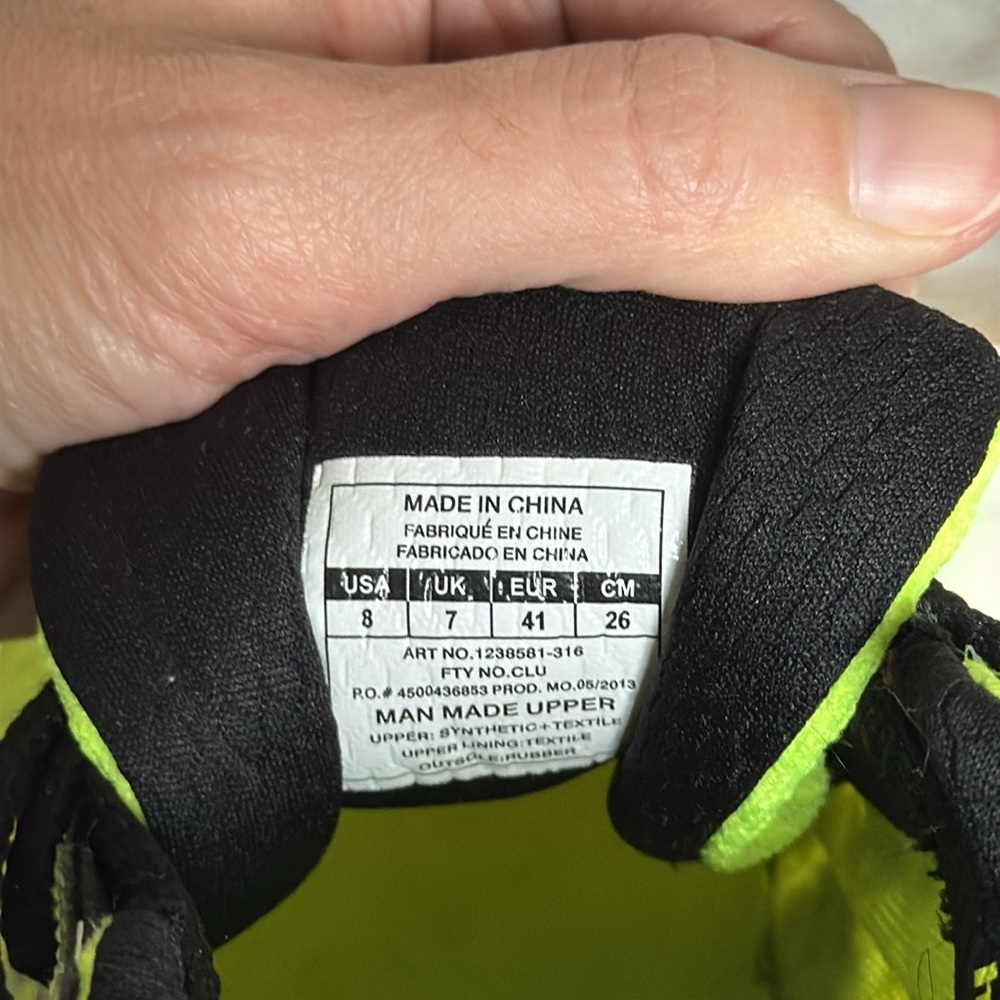 MADE IN CHINA
FABRIQUÉ EN CHINE
FABRICADO EN CHINA
USA UK EUR CM
8 7 41 26
ART NO.1238581-316
FTY NO.CLU
P.O.# 4500436853 PROD. MO.05/2013
MAN MADE UPPER
UPPER: SYNTHETIC+TEXTILE
UPPER LINING:TEXTILE
OUTSOLE:RUBBER